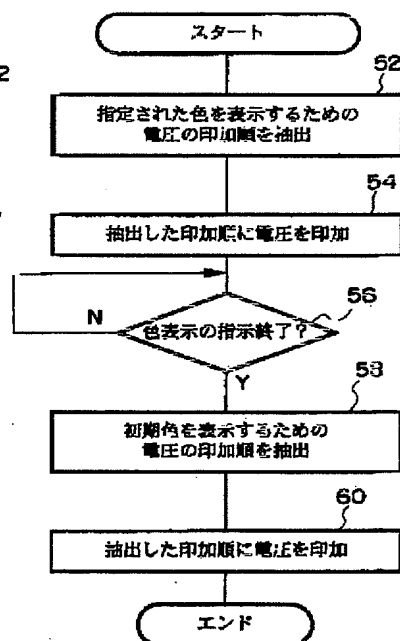 スタート
52
指定された色を表示するための
電圧の印加順を抽出
54
抽出した印加順に電圧を印加
56
色表示の指示終了?
N
Y
58
初期色を表示するための
電圧の印加順を抽出
60
抽出した印加順に電圧を印加
エンド